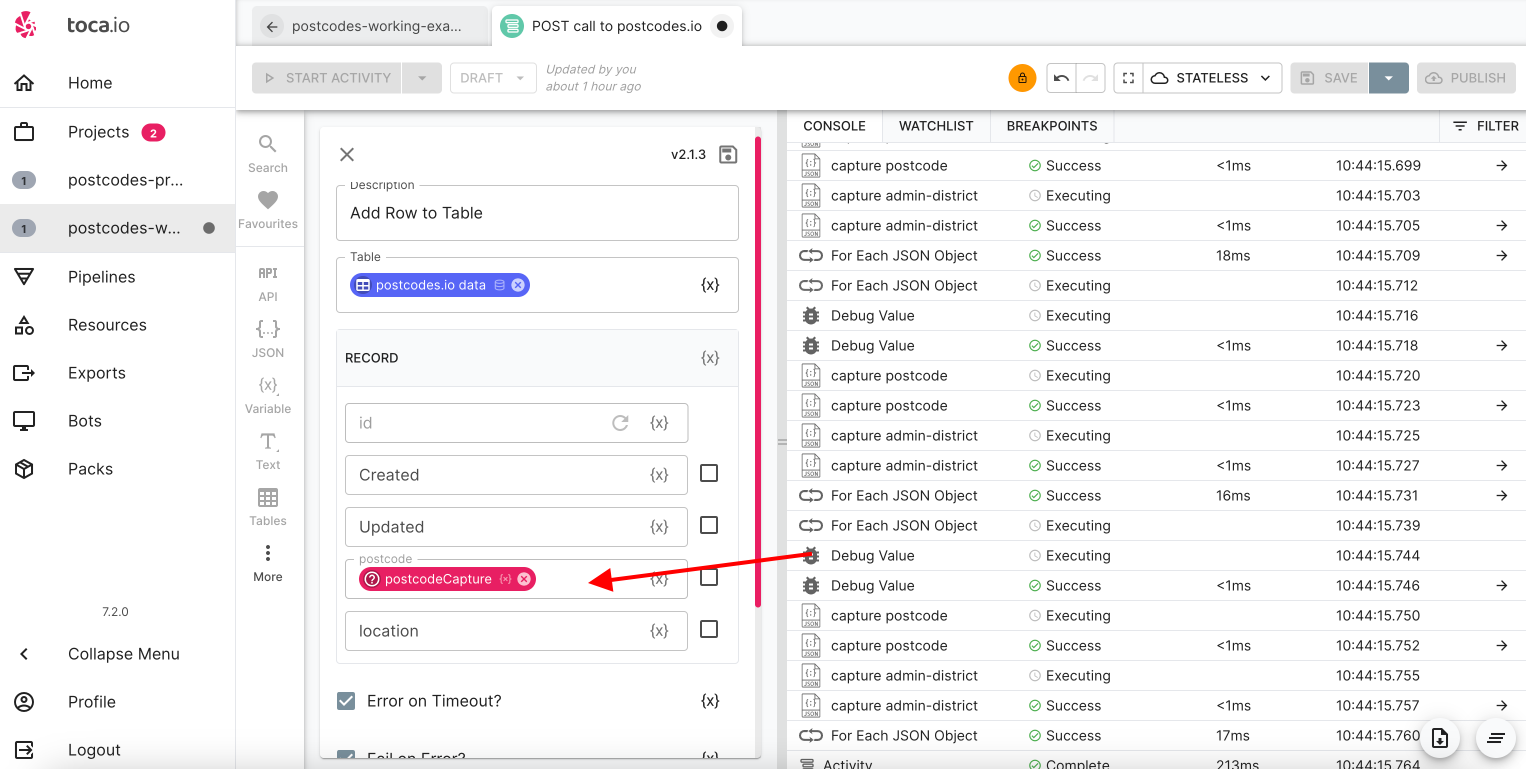 toca.io
Home
Projects 2
1 postcodes-pr...
1 postcodes-w...
Pipelines
Resources
Exports
Bots
Packs
7.2.0
Collapse Menu
Profile
Logout
postcodes-working-exa...
POST call to postcodes.io
START ACTIVITY
DRAFT
Updated by you
about 1 hour ago
STATELESS
SAVE
PUBLISH
Search
Favourites
API
API
{...}
JSON
{x}
Variable
T
Text
Tables
More
v2.1.3
Description
Add Row to Table
Table
postcodes.io data
{x}
RECORD {x}
id {x}
Created {x}
Updated {x}
postcode
postcodeCapture {x} {x}
location {x}
Error on Timeout? {x}
Fail on Error? {x}
CONSOLE WATCHLIST BREAKPOINTS FILTER
capture postcode Success <1ms 10:44:15.699
capture admin-district Executing 10:44:15.703
capture admin-district Success <1ms 10:44:15.705
For Each JSON Object Success 18ms 10:44:15.709
For Each JSON Object Executing 10:44:15.712
Debug Value Executing 10:44:15.716
Debug Value Success <1ms 10:44:15.718
capture postcode Executing 10:44:15.720
capture postcode Success <1ms 10:44:15.723
capture admin-district Executing 10:44:15.725
capture admin-district Success <1ms 10:44:15.727
For Each JSON Object Success 16ms 10:44:15.731
For Each JSON Object Executing 10:44:15.739
Debug Value Executing 10:44:15.744
Debug Value Success <1ms 10:44:15.746
capture postcode Executing 10:44:15.750
capture postcode Success <1ms 10:44:15.752
capture admin-district Executing 10:44:15.755
capture admin-district Success <1ms 10:44:15.757
For Each JSON Object Success 17ms 10:44:15.760
Activity Complete 213ms 10:44:15.764